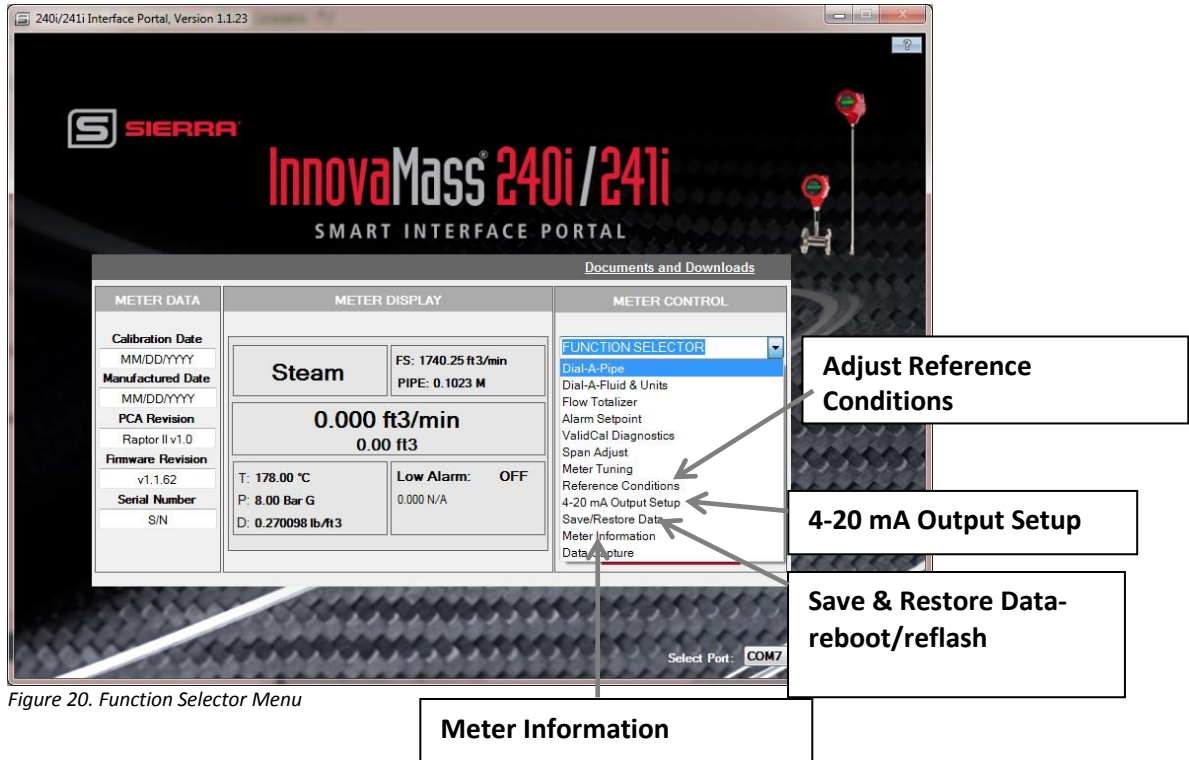 240i/241i Interface Portal, Version 1.1.23
?
S SIERRA®
InnovaMass® 240i/241i
SMART INTERFACE PORTAL
Documents and Downloads
METER DATA
Calibration Date
MM/DD/YYYY
Manufactured Date
MM/DD/YYYY
PCA Revision
Raptor II v1.0
Firmware Revision
v1.1.62
Serial Number
S/N
METER DISPLAY
Steam
FS: 1740.25 ft3/min
PIPE: 0.1023 M
0.000 ft3/min
0.00 ft3
T: 178.00 °C
P: 8.00 Bar G
D: 0.270098 lb/ft3
Low Alarm: OFF
0.000 N/A
METER CONTROL
FUNCTION SELECTOR
Dial-A-Pipe
Dial-A-Fluid & Units
Flow Totalizer
Alarm Setpoint
ValidCal Diagnostics
Span Adjust
Meter Tuning
Reference Conditions
4-20 mA Output Setup
Save/Restore Data
Meter Information
Data Capture
Select Port: COM7
Adjust Reference
Conditions
4-20 mA Output Setup
Save & Restore Data-
reboot/reflash
Meter Information
Figure 20. Function Selector Menu